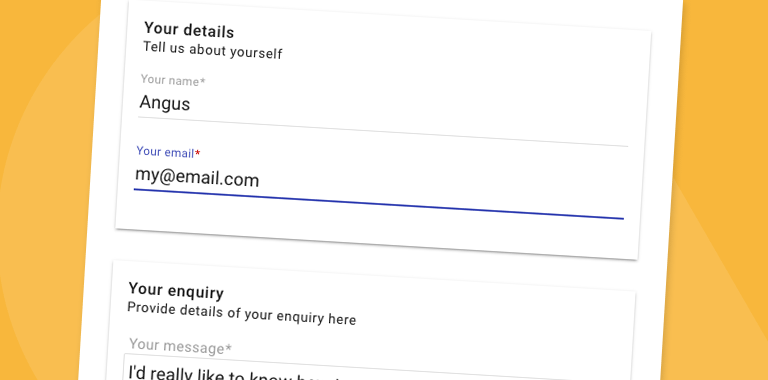 Your details
Tell us about yourself
Your name*
Angus
Your email*
my@email.com
Your enquiry
Provide details of your enquiry here
Your message*
I'd really like to know